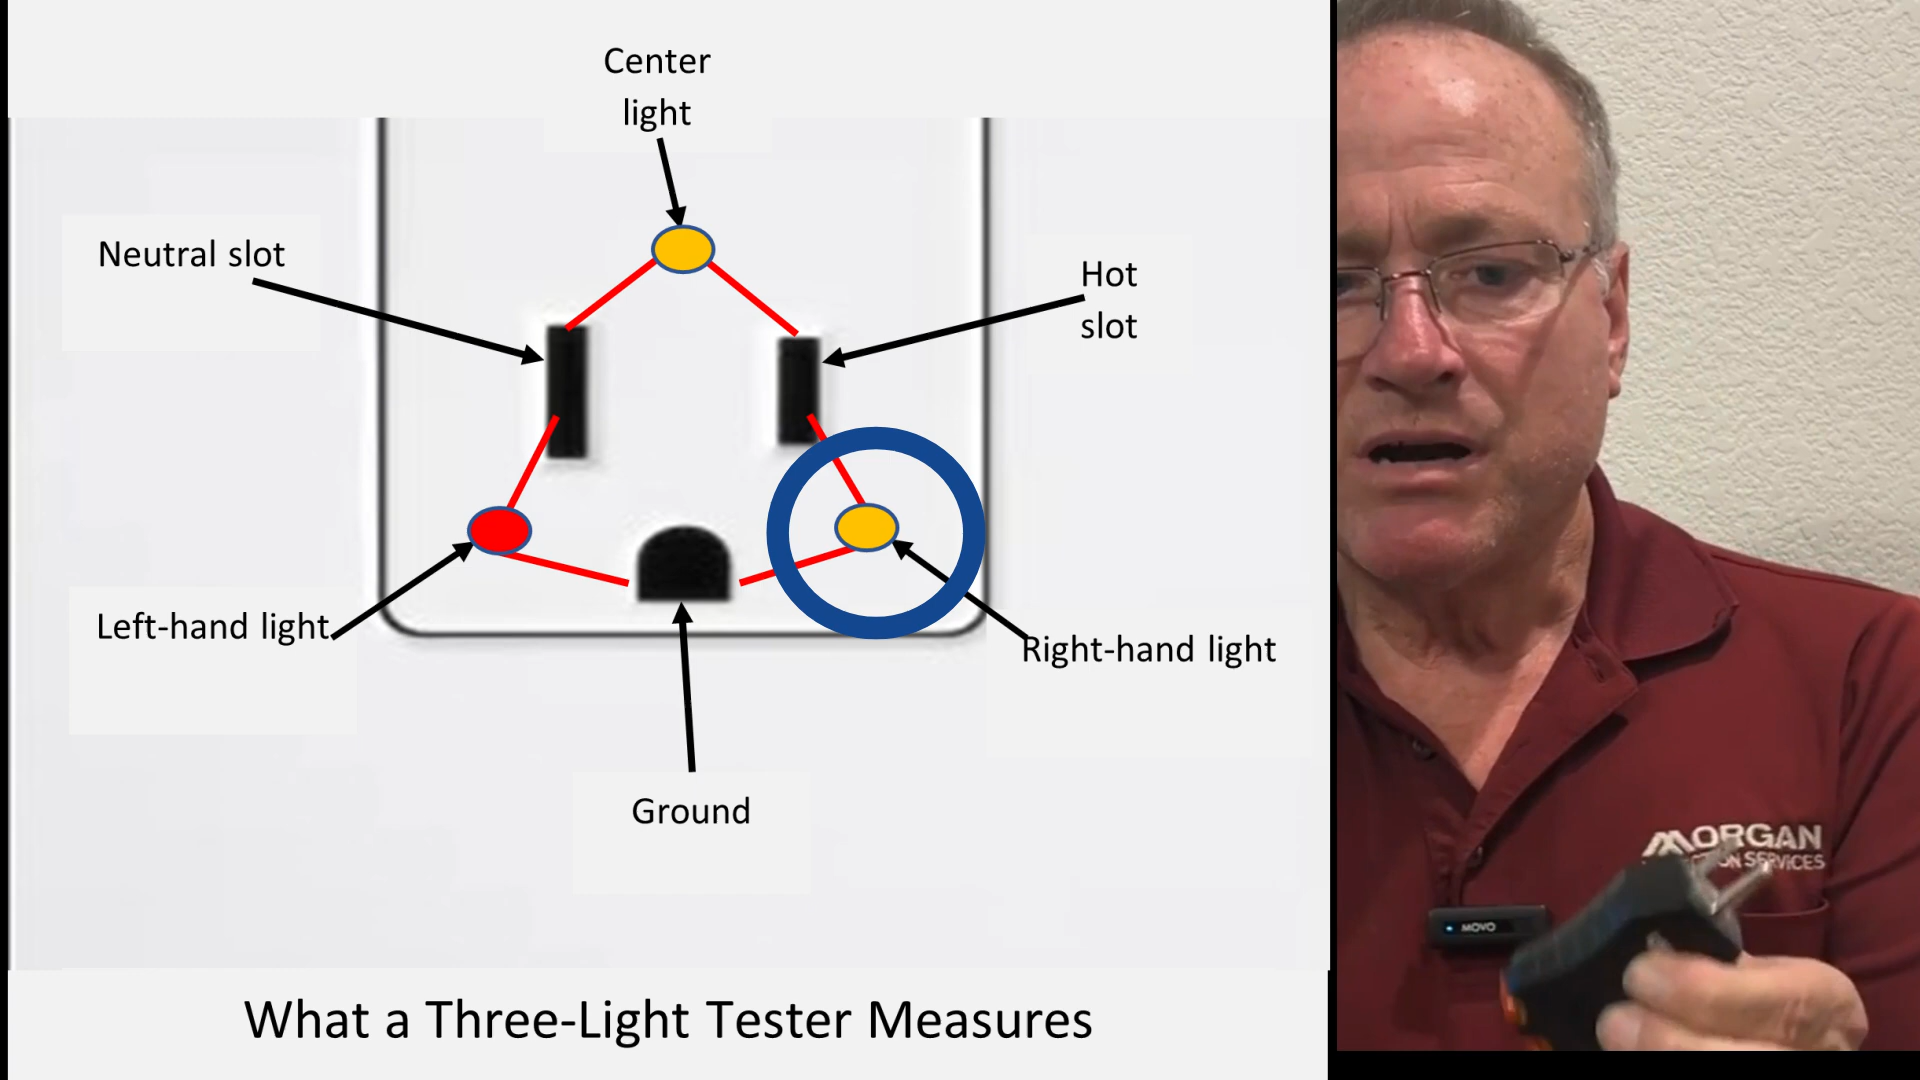 Center
light
Neutral slot
Hot
slot
Left-hand light
Right-hand light
Ground
What a Three-Light Tester Measures
MORGAN
SERVICES
MOVO